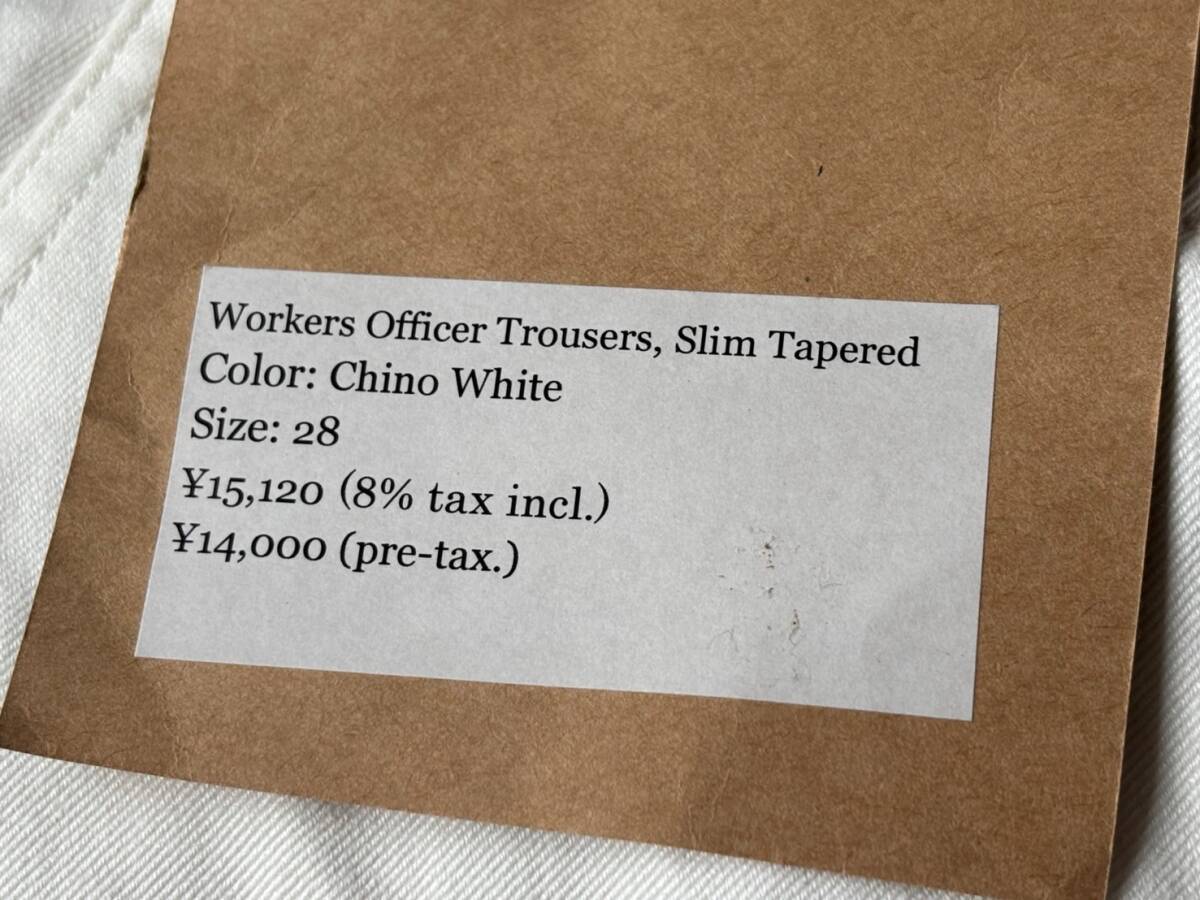 Workers Officer Trousers, Slim Tapered
Color: Chino White
Size: 28
¥15,120 (8% tax incl.)
¥14,000 (pre-tax.)